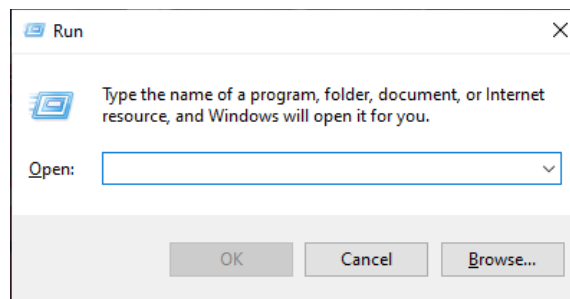 Run
Type the name of a program, folder, document, or Internet
resource, and Windows will open it for you.
Open:
OK Cancel Browse...